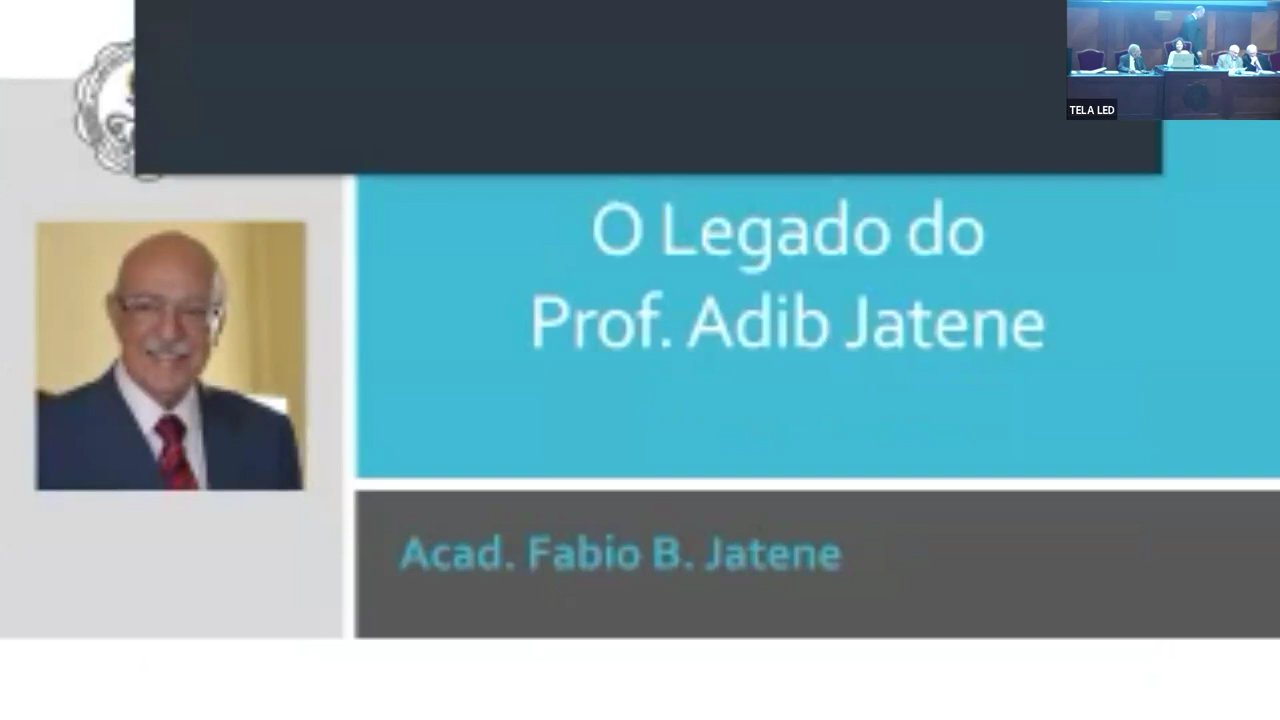 TELA LED
O Legado do
Prof. Adib Jatene
Acad. Fabio B. Jatene